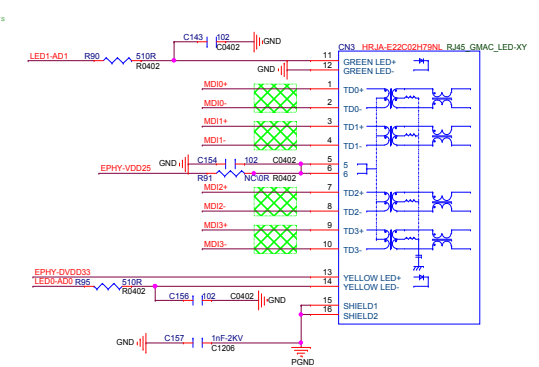 C143 102
C0402
GND
LED1-AD1 R90 510R
R0402
GND
CN3 HRJA-E22C02H79NL RJ45_GMAC_LED-XY
11 GREEN LED+
12 GREEN LED-
MDI0+ 1 TD0+
MDI0- 2 TD0-
MDI1+ 3 TD1+
MDI1- 4 TD1-
GND C154 102 C0402 5 5
EPHY-VDD25 6 6
R91 NC\0R R0402
MDI2+ 7 TD2+
MDI2- 8 TD2-
MDI3+ 9 TD3+
MDI3- 10 TD3-
EPHY-DVDD33 13 YELLOW LED+
LED0-AD0 R95 510R 14 YELLOW LED-
R0402
C156 102 C0402 GND
15 SHIELD1
16 SHIELD2
GND C157 1nF-2KV
C1206
PGND